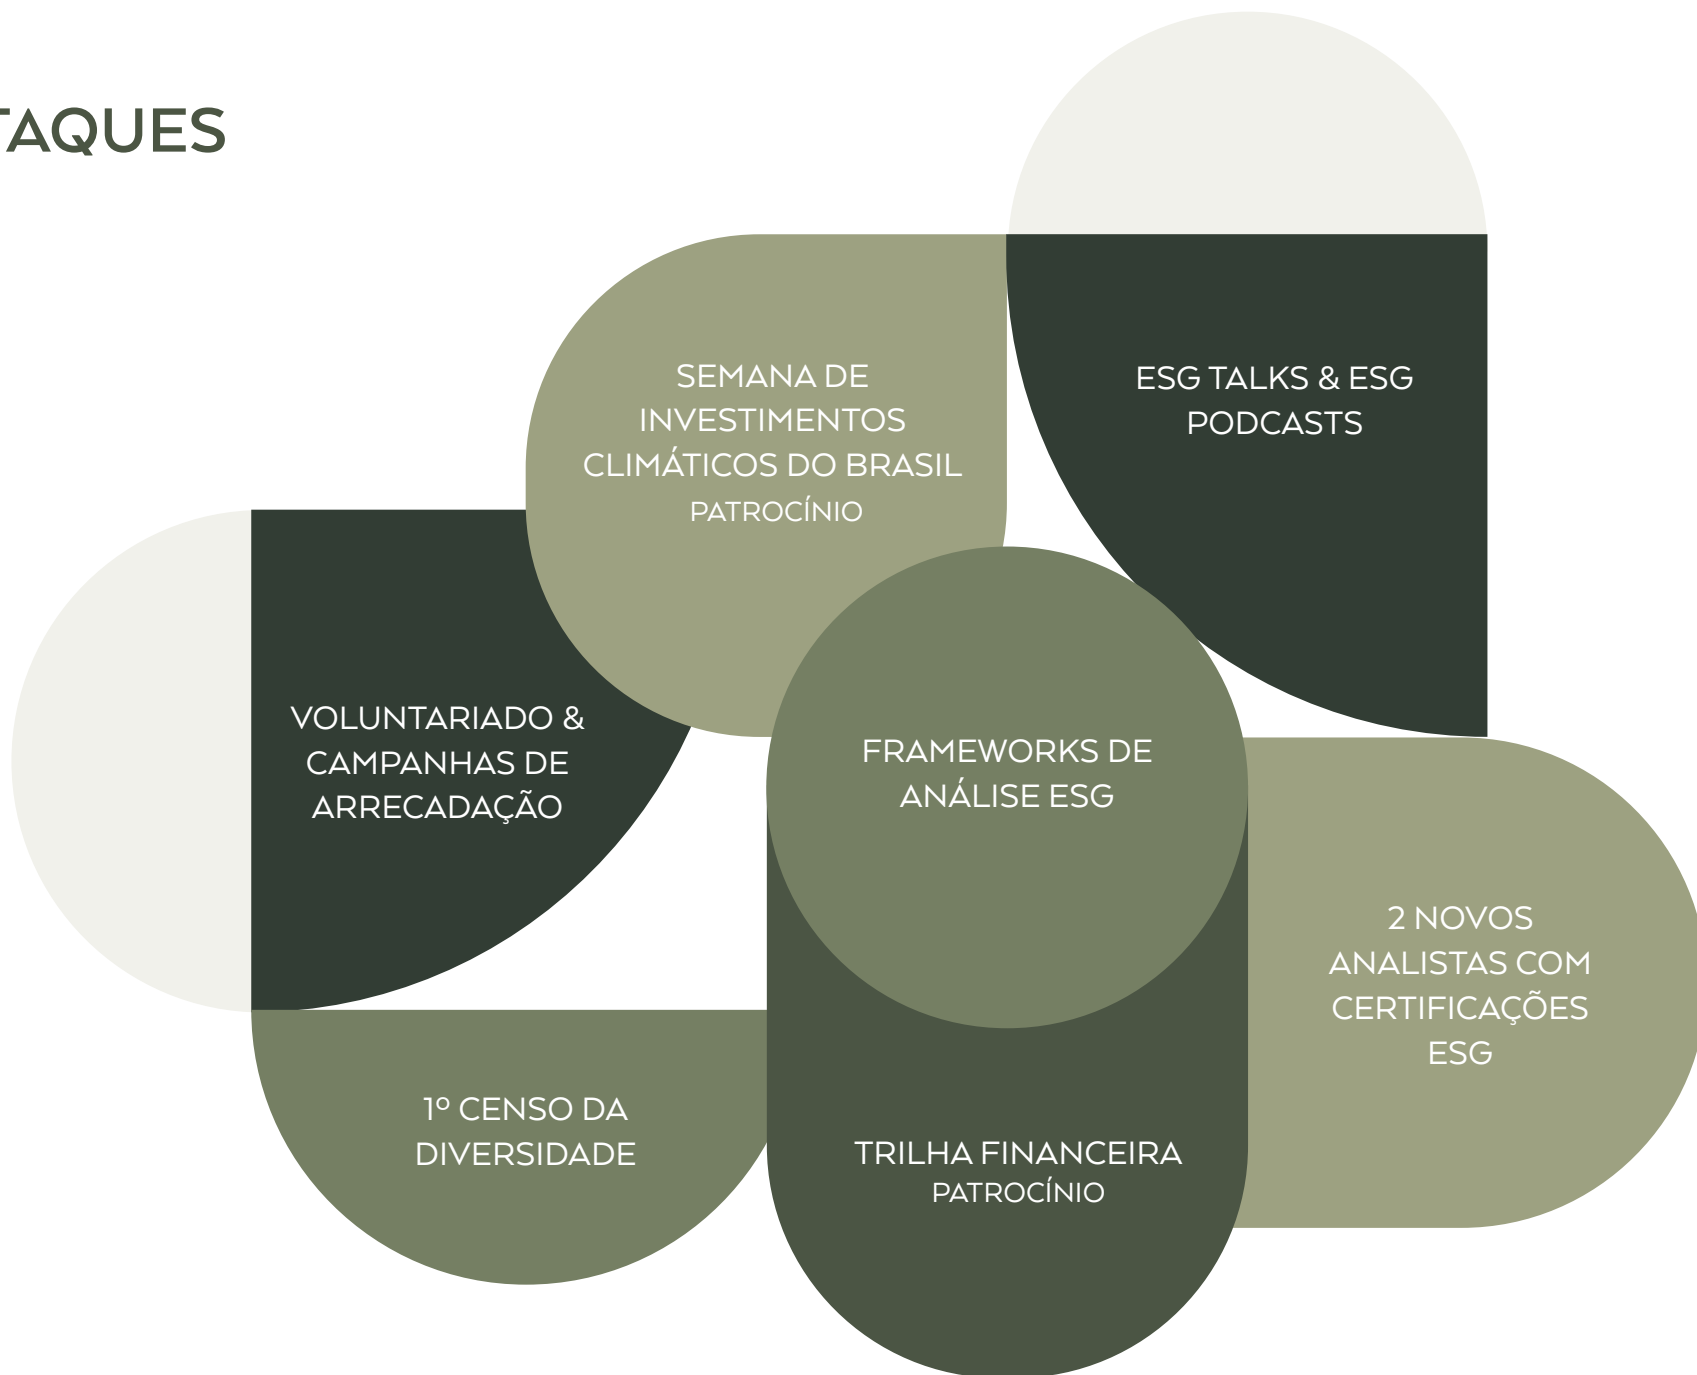 TAQUES
SEMANA DE
INVESTIMENTOS
CLIMÁTICOS DO BRASIL
PATROCÍNIO
ESG TALKS & ESG
PODCASTS
VOLUNTARIADO &
CAMPANHAS DE
ARRECADAÇÃO
FRAMEWORKS DE
ANÁLISE ESG
2 NOVOS
ANALISTAS COM
CERTIFICAÇÕES
ESG
1º CENSO DA
DIVERSIDADE
TRILHA FINANCEIRA
PATROCÍNIO